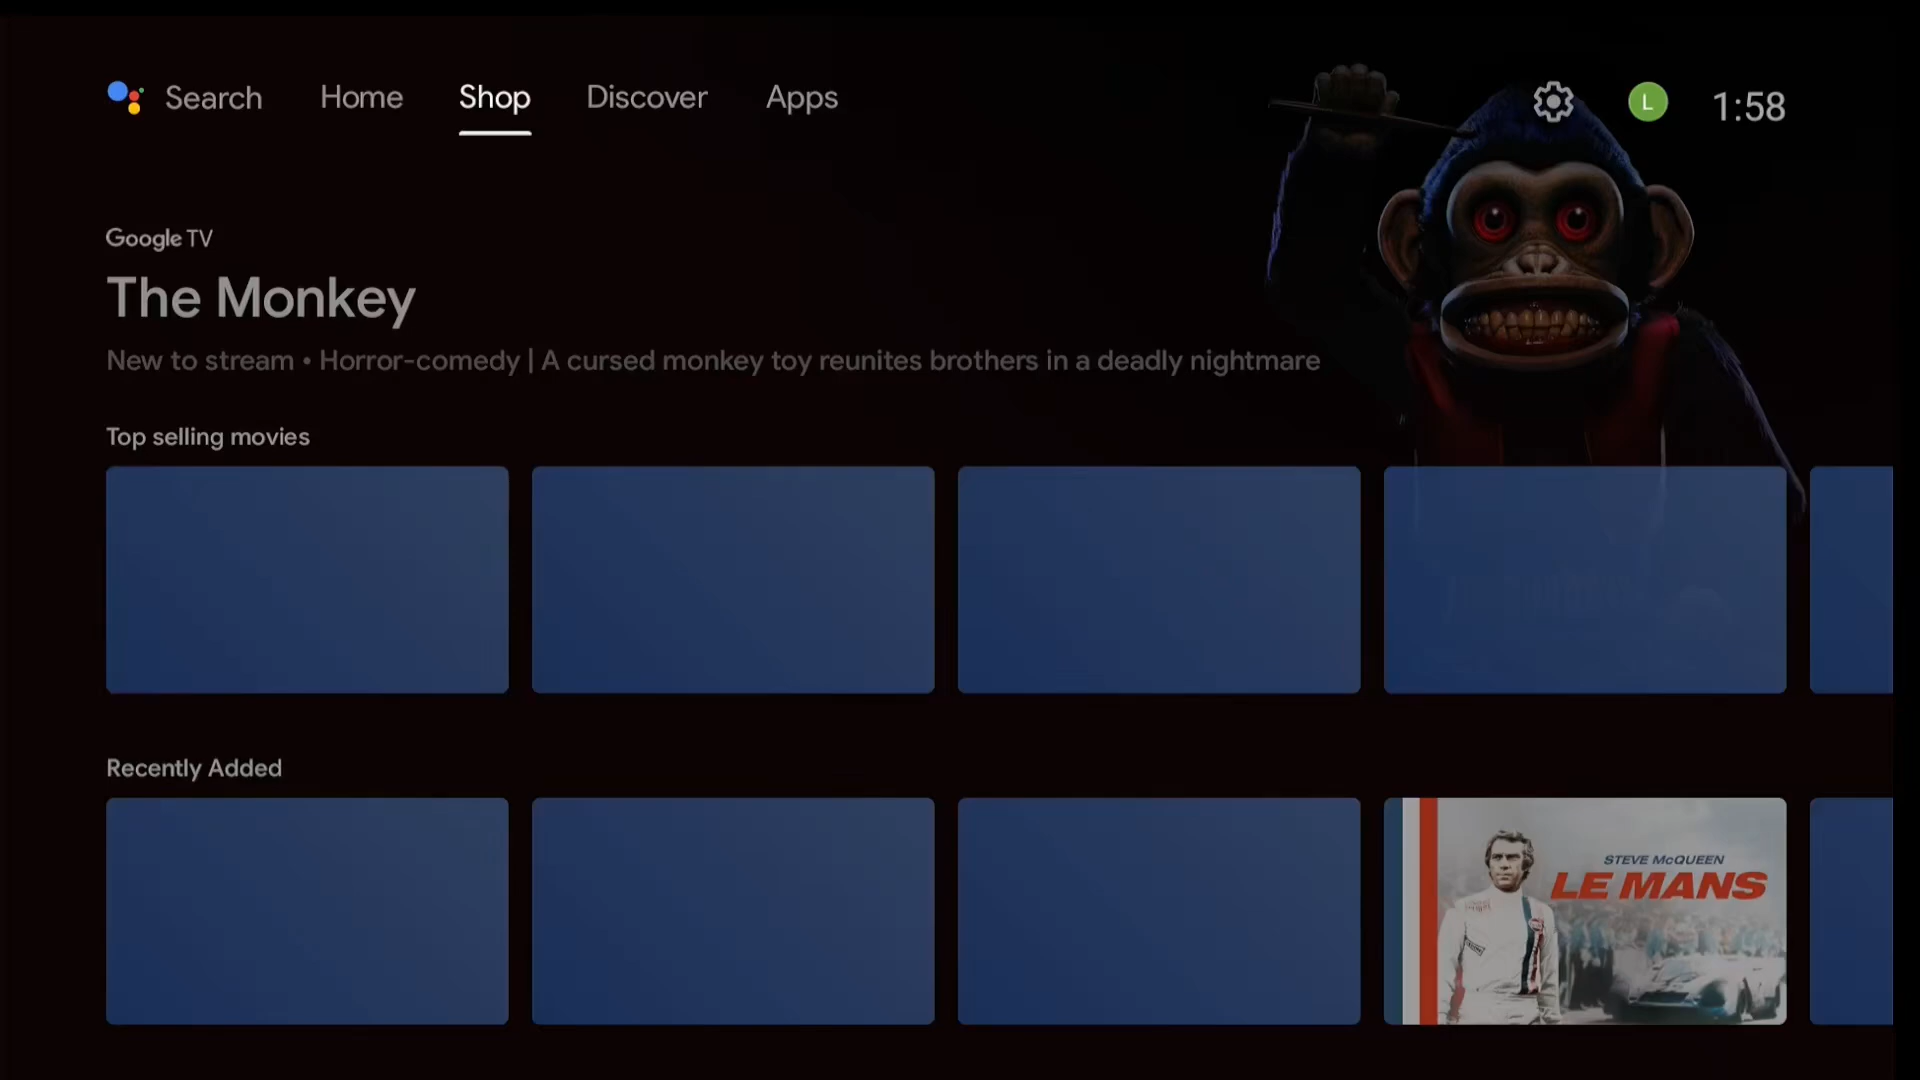 Search Home Shop Discover Apps L 1:58
Google TV
The Monkey
New to stream • Horror-comedy | A cursed monkey toy reunites brothers in a deadly nightmare
Top selling movies
Recently Added
STEVE McQUEEN
LE MANS